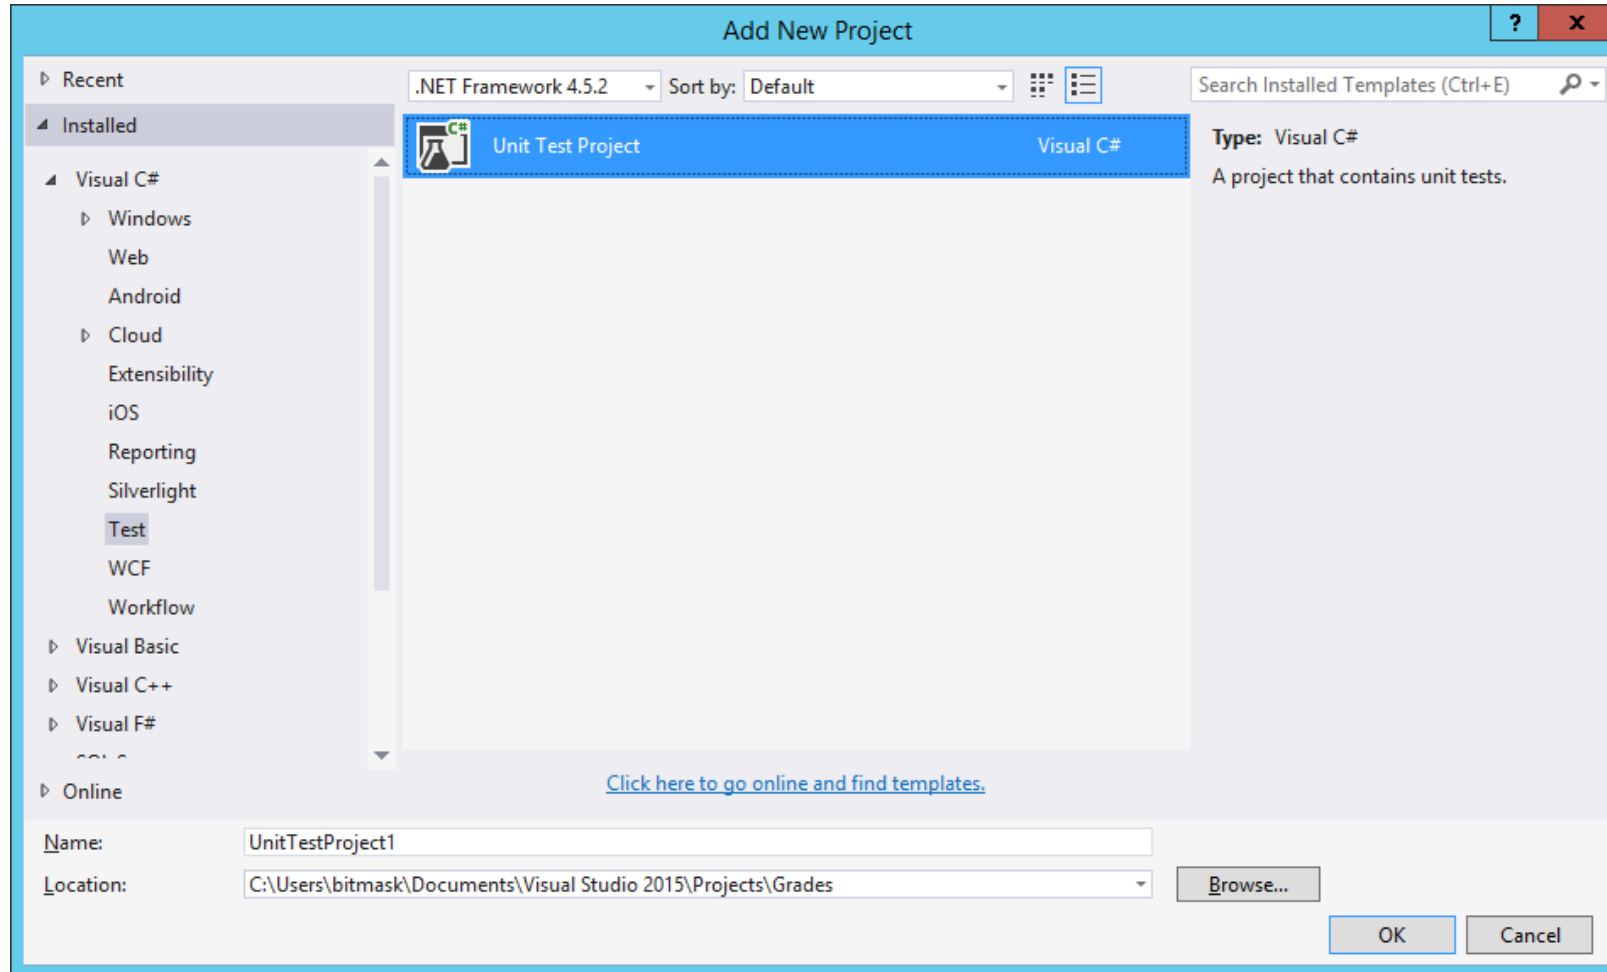 Add New Project
?
x
Recent
Installed
Visual C#
Windows
Web
Android
Cloud
Extensibility
iOS
Reporting
Silverlight
Test
WCF
Workflow
Visual Basic
Visual C++
Visual F#
Online
.NET Framework 4.5.2
Sort by: Default
C#
Unit Test Project Visual C#
Click here to go online and find templates.
Search Installed Templates (Ctrl+E)
Type: Visual C#
A project that contains unit tests.
Name: UnitTestProject1
Location: C:\Users\bitmask\Documents\Visual Studio 2015\Projects\Grades
Browse...
OK
Cancel